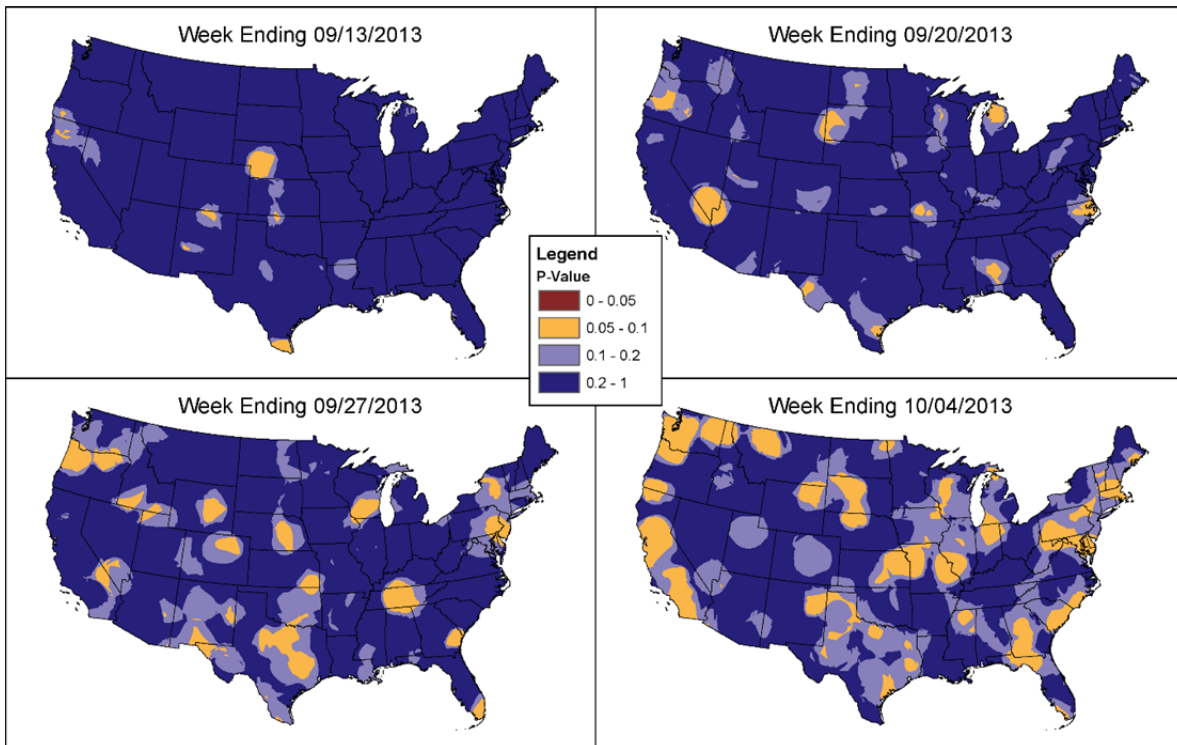 Week Ending 09/13/2013
Week Ending 09/20/2013
Legend
P-Value
0 - 0.05
0.05 - 0.1
0.1 - 0.2
0.2 - 1
Week Ending 09/27/2013
Week Ending 10/04/2013